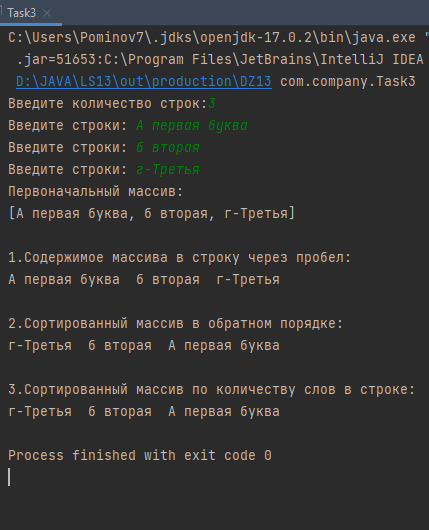 Task3
C:\Users\Pominov7\.jdks\openjdk-17.0.2\bin\java.exe "
.jar=51653:C:\Program Files\JetBrains\IntelliJ IDEA
D:\JAVA\LS13\out\production\DZ13 com.company.Task3
Введите количество строк:3
Введите строки: А первая буква
Введите строки: б вторая
Введите строки: г-Третья
Первоначальный массив:
[А первая буква, б вторая, г-Третья]
1.Содержимое массива в строку через пробел:
А первая буква  б вторая  г-Третья
2.Сортированный массив в обратном порядке:
г-Третья  б вторая  А первая буква
3.Сортированный массив по количеству слов в строке:
г-Третья  б вторая  А первая буква
Process finished with exit code 0